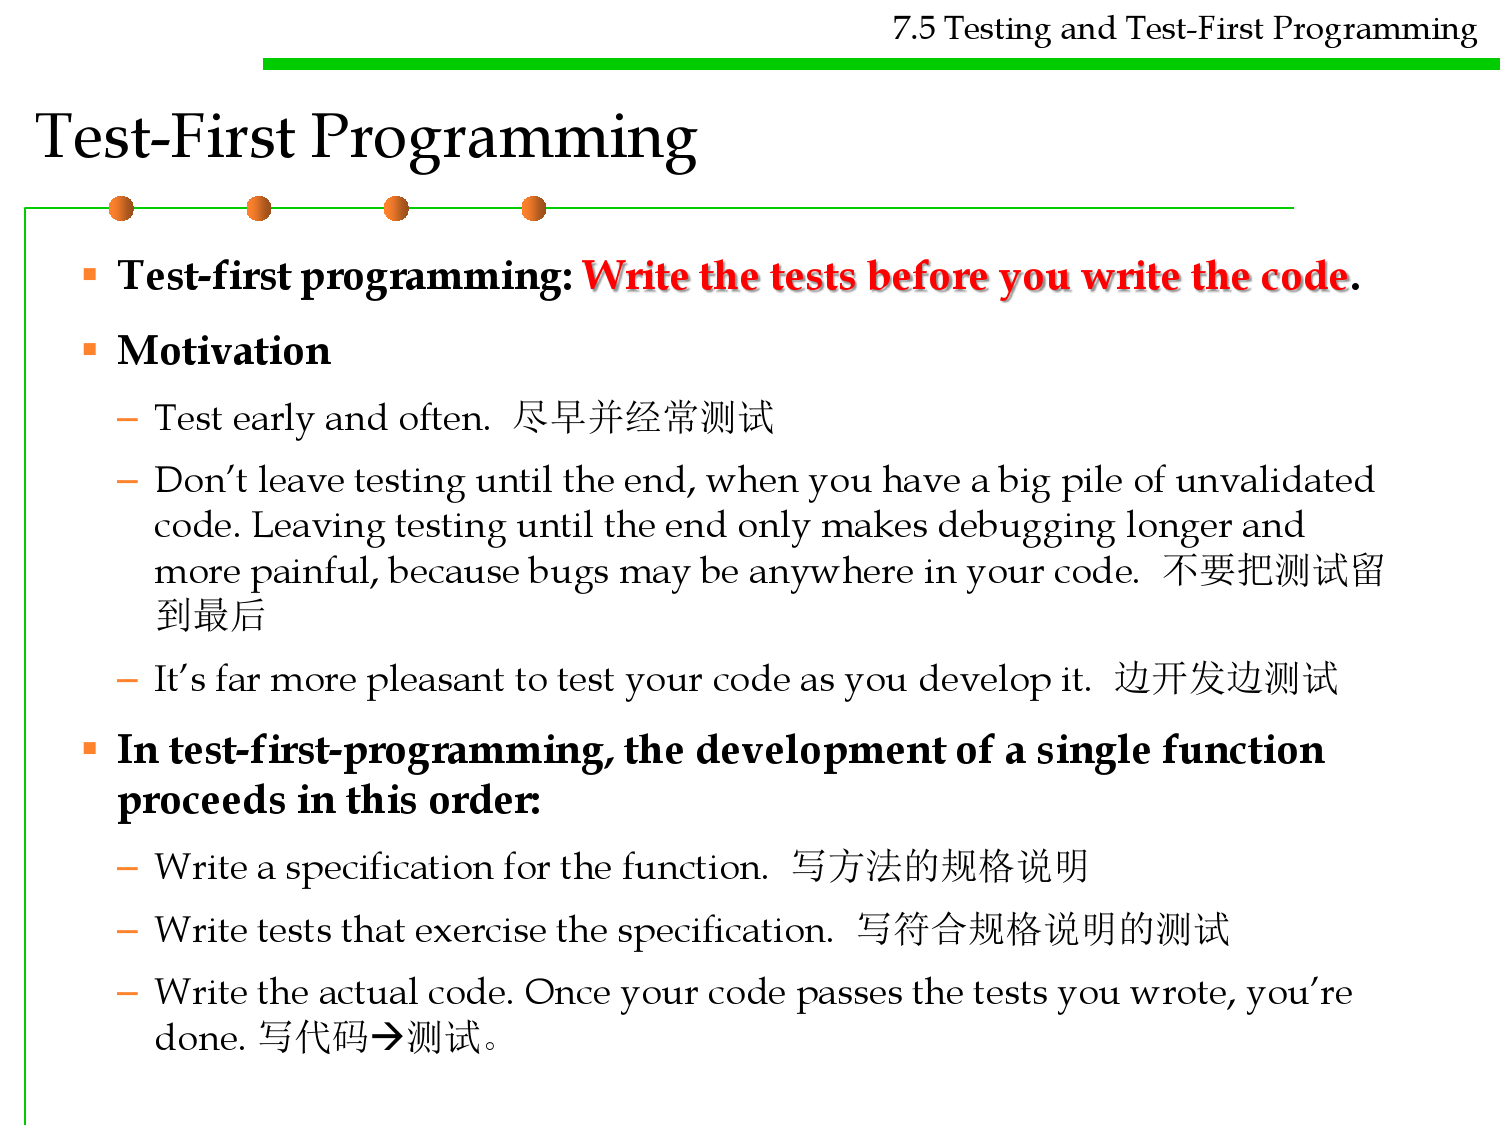 7.5 Testing and Test-First Programming
Test-First Programming
▪ Test-first programming: Write the tests before you write the code.
▪ Motivation
– Test early and often. 尽早并经常测试
– Don’t leave testing until the end, when you have a big pile of unvalidated
code. Leaving testing until the end only makes debugging longer and
more painful, because bugs may be anywhere in your code. 不要把测试留
到最后
– It’s far more pleasant to test your code as you develop it. 边开发边测试
▪ In test-first-programming, the development of a single function
proceeds in this order:
– Write a specification for the function. 写方法的规格说明
– Write tests that exercise the specification. 写符合规格说明的测试
– Write the actual code. Once your code passes the tests you wrote, you’re
done. 写代码→测试。